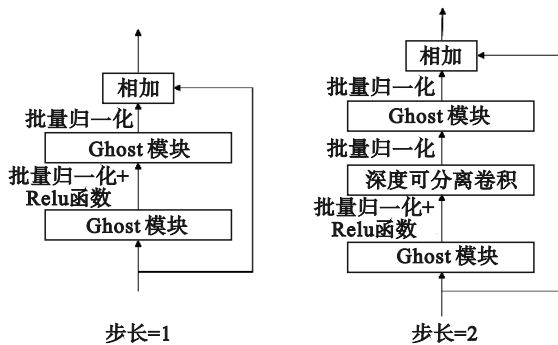 相加
批量归一化
Ghost 模块
批量归一化+
Relu函数
Ghost 模块
步长=1
相加
批量归一化
Ghost 模块
批量归一化
深度可分离卷积
批量归一化+
Relu函数
Ghost 模块
步长=2